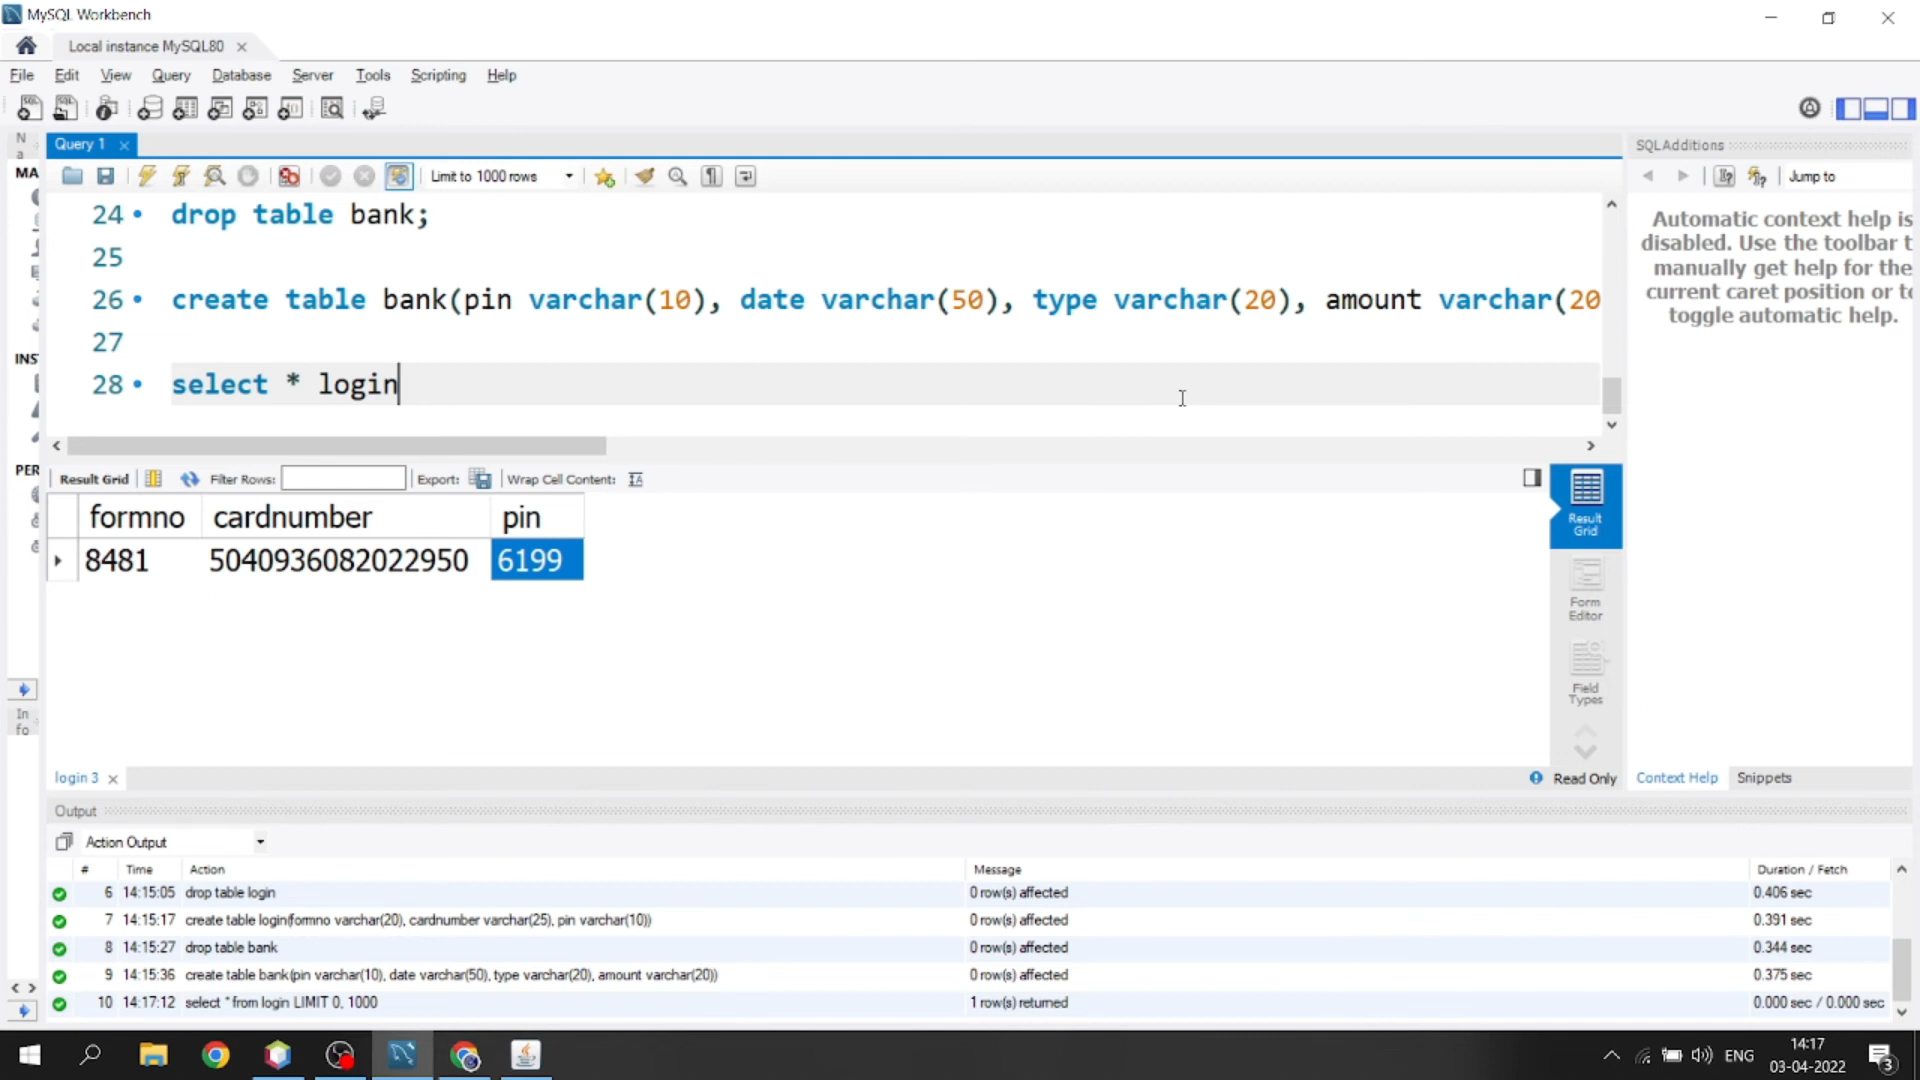 MySQL Workbench
Local instance MySQL80
File Edit View Query Database Server Tools Scripting Help
Query 1
SQLAdditions
Limit to 1000 rows
Jump to
24 drop table bank;
25
26 create table bank(pin varchar(10), date varchar(50), type varchar(20), amount varchar(20
27
28 select * login
Automatic context help is
disabled. Use the toolbar t
manually get help for the
current caret position or to
toggle automatic help.
Na
MA
INS
PER
Info
Result Grid Filter Rows: Export: Wrap Cell Content:
formno cardnumber pin
8481 5040936082022950 6199
Result
Grid
Form
Editor
Field
Types
login 3
Read Only
Context Help Snippets
Output
Action Output
# Time Action Message Duration / Fetch
6 14:15:05 drop table login 0 row(s) affected 0.406 sec
7 14:15:17 create table login(formno varchar(20), cardnumber varchar(25), pin varchar(10)) 0 row(s) affected 0.391 sec
8 14:15:27 drop table bank 0 row(s) affected 0.344 sec
9 14:15:36 create table bank(pin varchar(10), date varchar(50), type varchar(20), amount varchar(20)) 0 row(s) affected 0.375 sec
10 14:17:12 select * from login LIMIT 0, 1000 1 row(s) returned 0.000 sec / 0.000 sec
ENG
14:17
03-04-2022
3